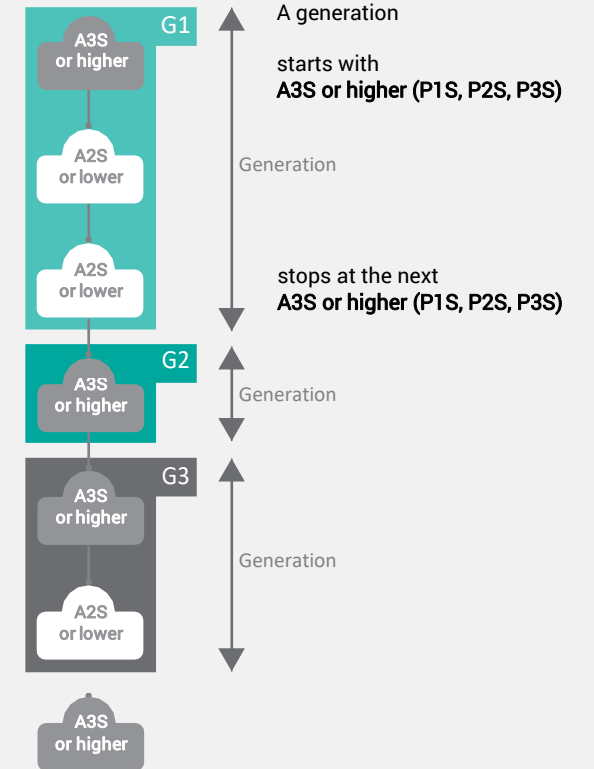 G1
A3S
or higher
A generation
starts with
A3S or higher (P1S, P2S, P3S)
A2S
or lower
Generation
A2S
or lower
stops at the next
A3S or higher (P1S, P2S, P3S)
G2
A3S
or higher
Generation
G3
A3S
or higher
Generation
A2S
or lower
A3S
or higher